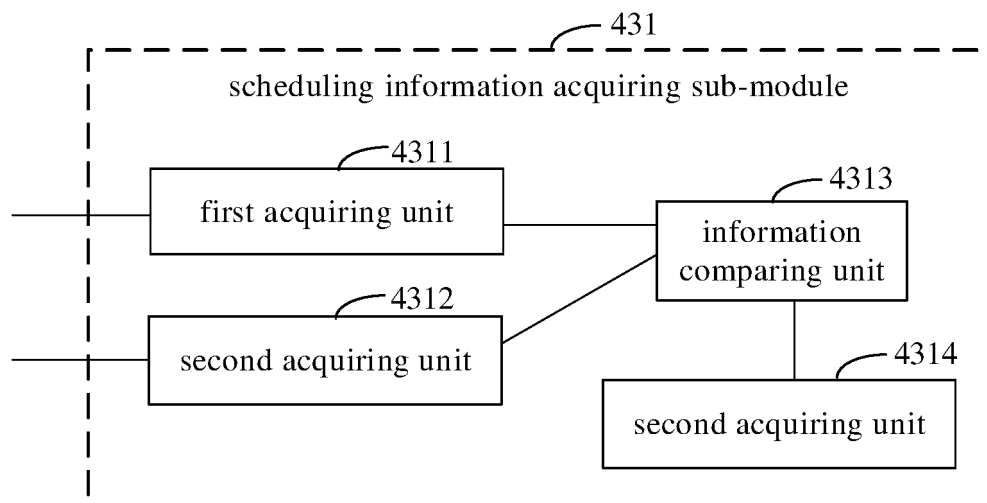 431
scheduling information acquiring sub-module
4311
first acquiring unit
4313
information
comparing unit
4312
second acquiring unit
4314
second acquiring unit